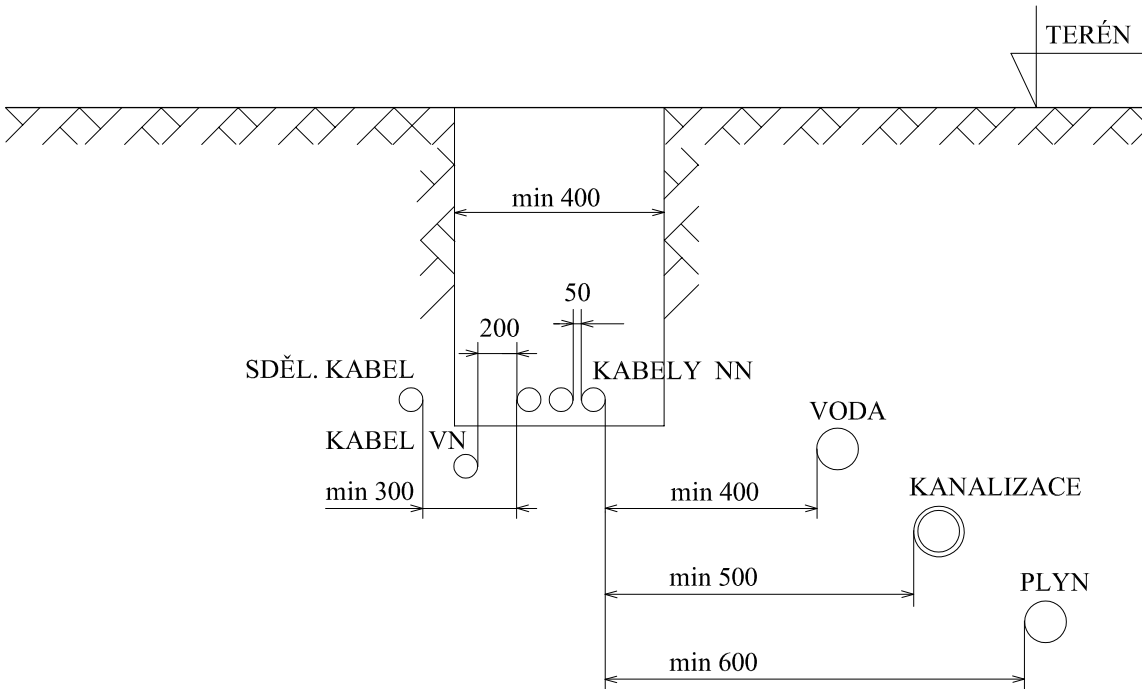 TERÉN
min 400
50
200
SDĚL. KABEL
KABELY NN
VODA
KABEL VN
min 300
min 400
KANALIZACE
min 500
PLYN
min 600